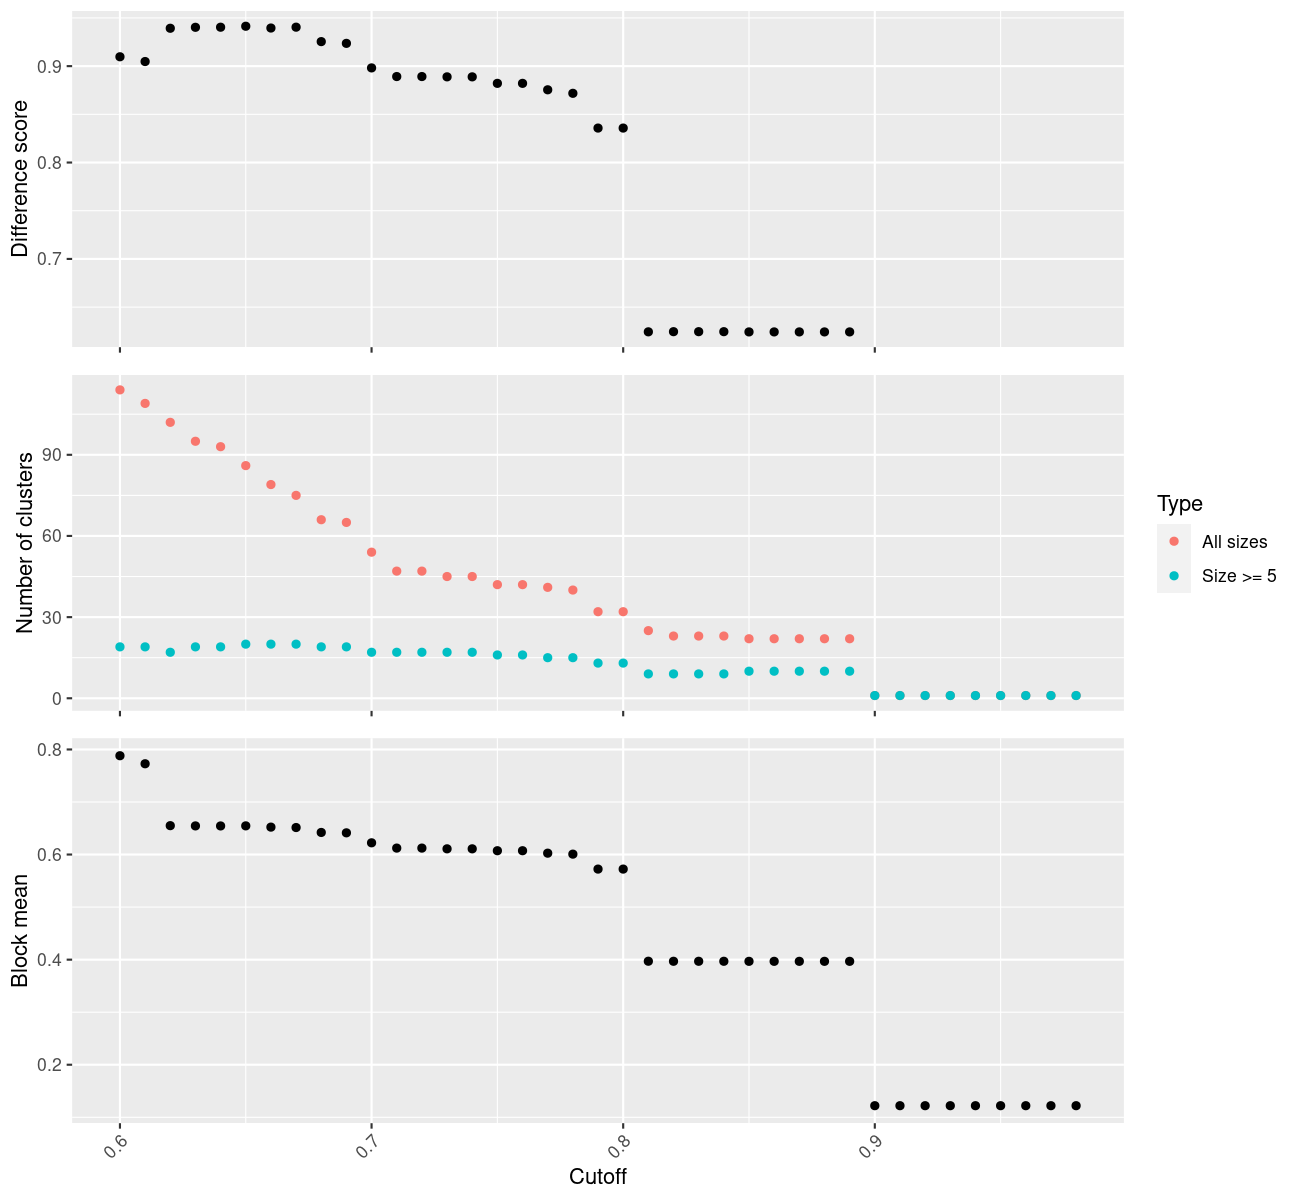 Difference score
0.9
0.8
0.7
Number of clusters
90
60
30
0
Type
All sizes
Size >= 5
Block mean
0.8
0.6
0.4
0.2
0.6 0.7 0.8 0.9
Cutoff